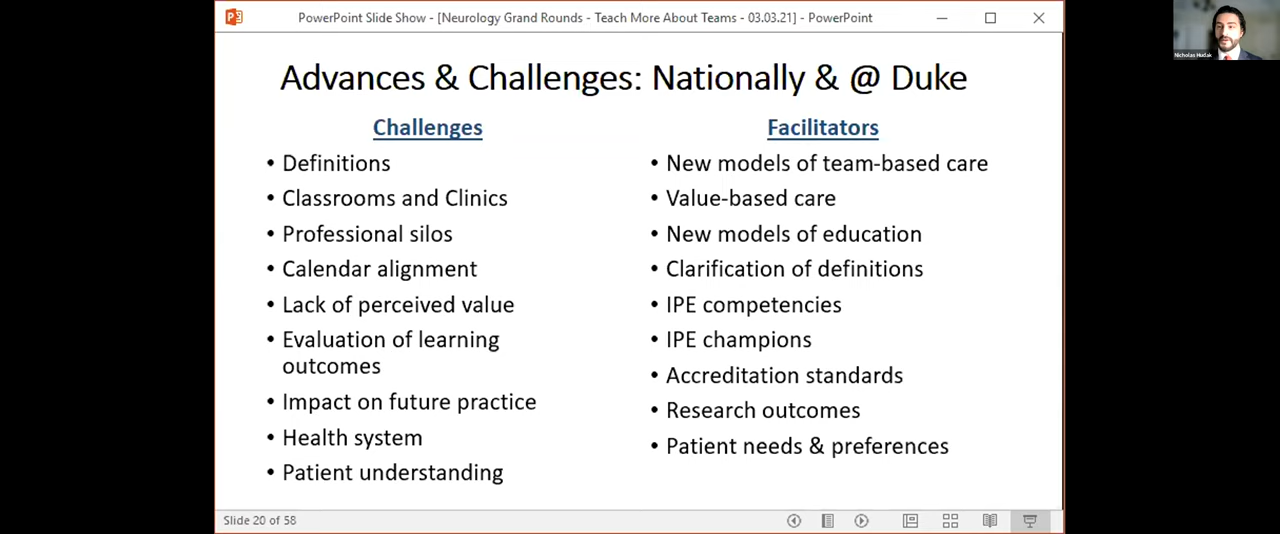 PowerPoint Slide Show - [Neurology Grand Rounds - Teach More About Teams - 03.03.21] - PowerPoint
Nicholas Hudak
Advances & Challenges: Nationally & @ Duke
Challenges
• Definitions
• Classrooms and Clinics
• Professional silos
• Calendar alignment
• Lack of perceived value
• Evaluation of learning
outcomes
• Impact on future practice
• Health system
• Patient understanding
Facilitators
• New models of team-based care
• Value-based care
• New models of education
• Clarification of definitions
• IPE competencies
• IPE champions
• Accreditation standards
• Research outcomes
• Patient needs & preferences
Slide 20 of 58